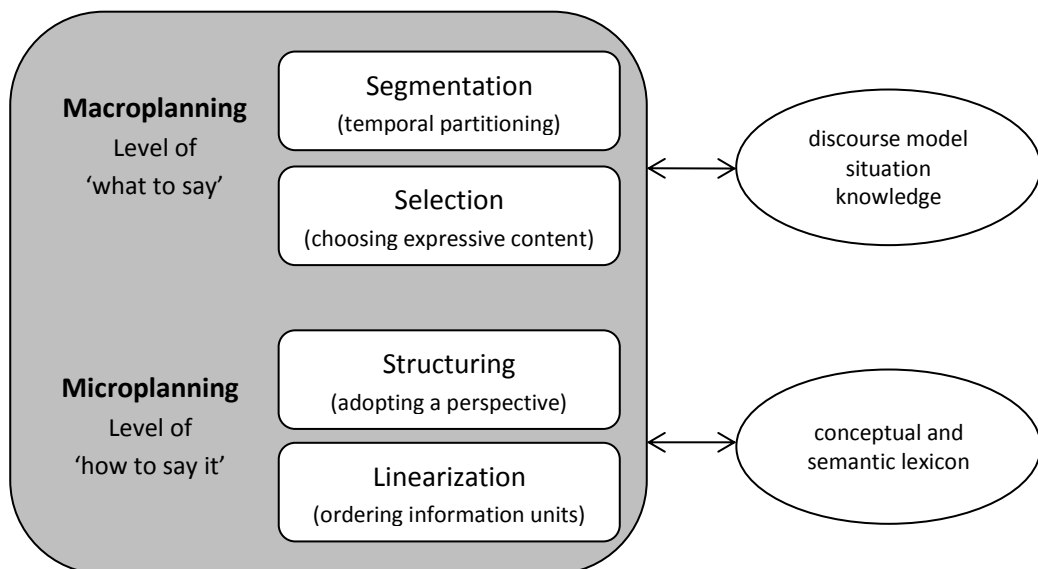 Macroplanning
Level of
‘what to say’
Segmentation
(temporal partitioning)
Selection
(choosing expressive content)
discourse model
situation
knowledge
Microplanning
Level of
‘how to say it’
Structuring
(adopting a perspective)
Linearization
(ordering information units)
conceptual and
semantic lexicon